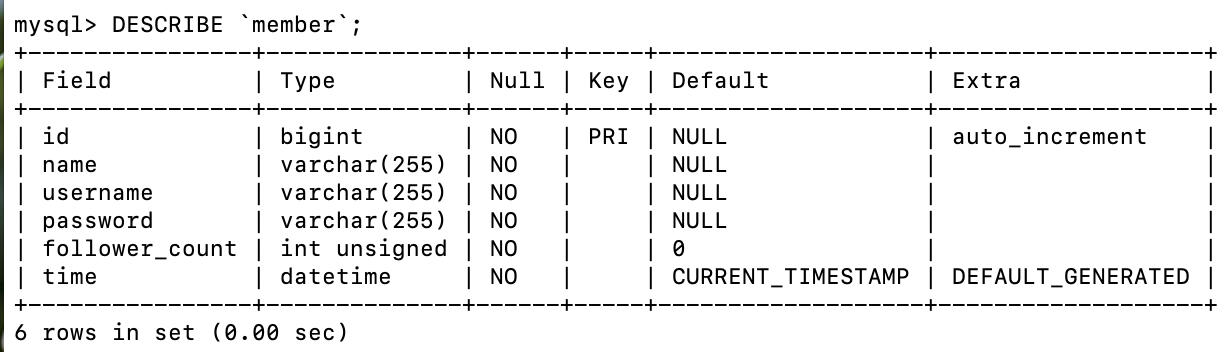 mysql> DESCRIBE `member`;
+----------------+--------------+------+-----+-------------------+-------------------+
| Field          | Type         | Null | Key | Default           | Extra             |
+----------------+--------------+------+-----+-------------------+-------------------+
| id             | bigint       | NO   | PRI | NULL              | auto_increment    |
| name           | varchar(255) | NO   |     | NULL              |                   |
| username       | varchar(255) | NO   |     | NULL              |                   |
| password       | varchar(255) | NO   |     | NULL              |                   |
| follower_count | int unsigned | NO   |     | 0                 |                   |
| time           | datetime     | NO   |     | CURRENT_TIMESTAMP | DEFAULT_GENERATED |
+----------------+--------------+------+-----+-------------------+-------------------+
6 rows in set (0.00 sec)